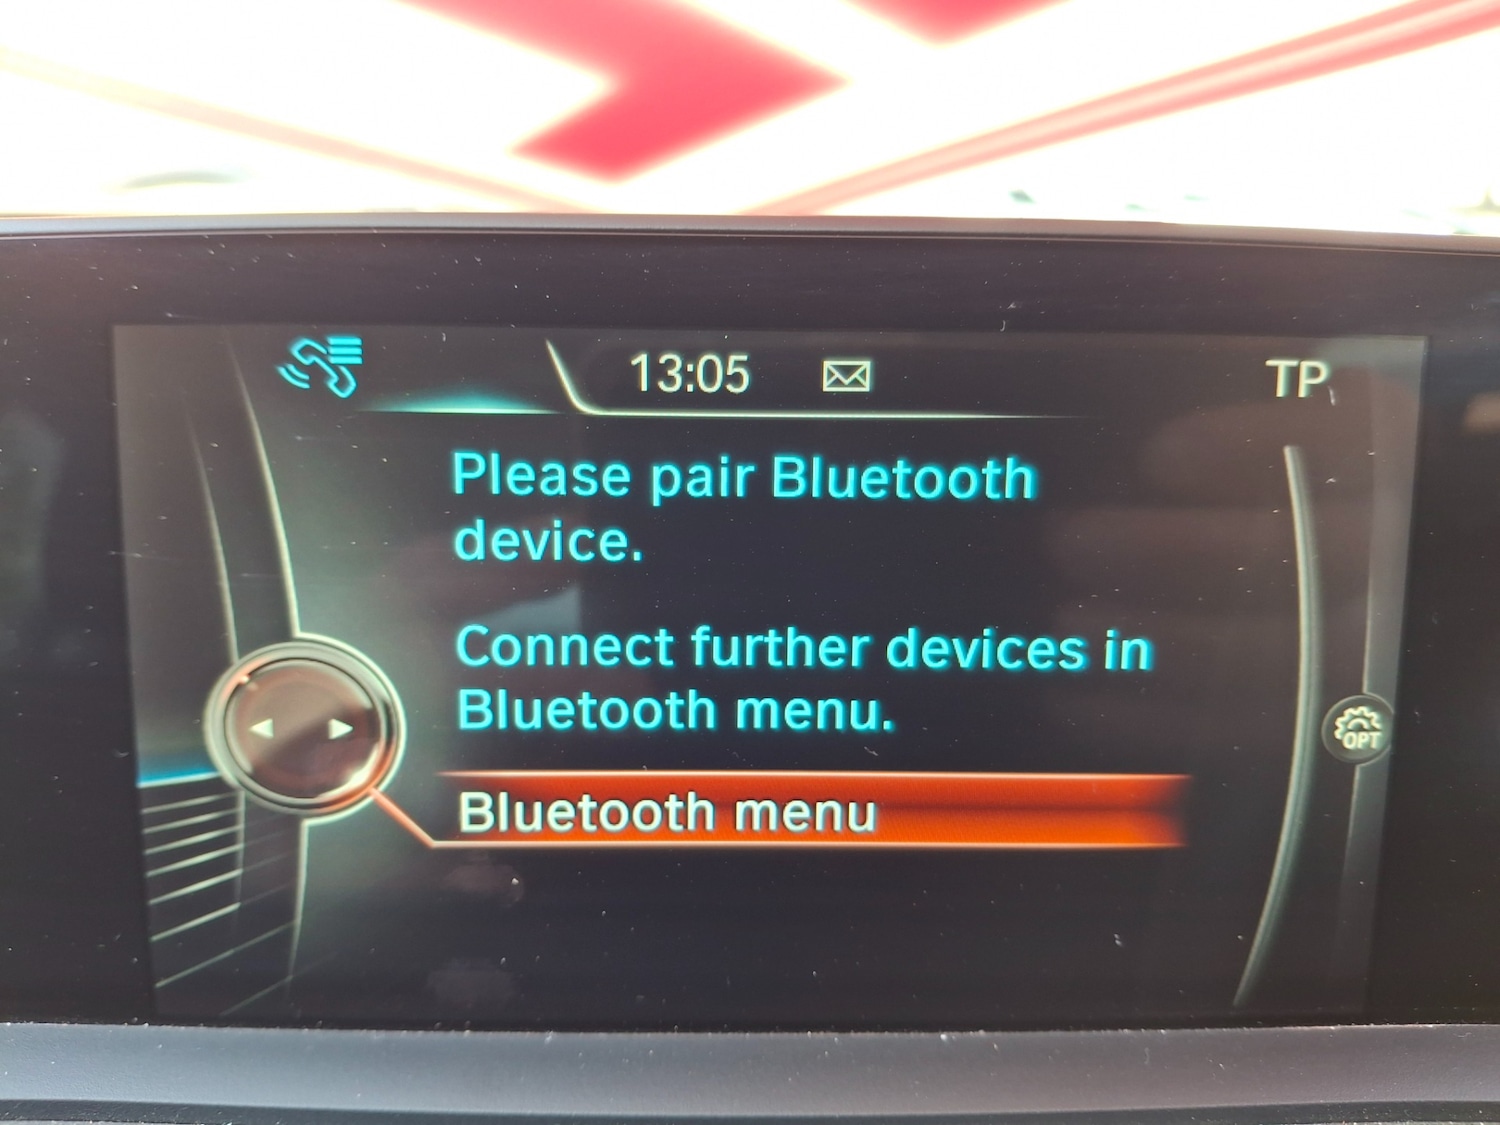 13:05
TP
Please pair Bluetooth
device.
Connect further devices in
Bluetooth menu.
OPT
Bluetooth menu